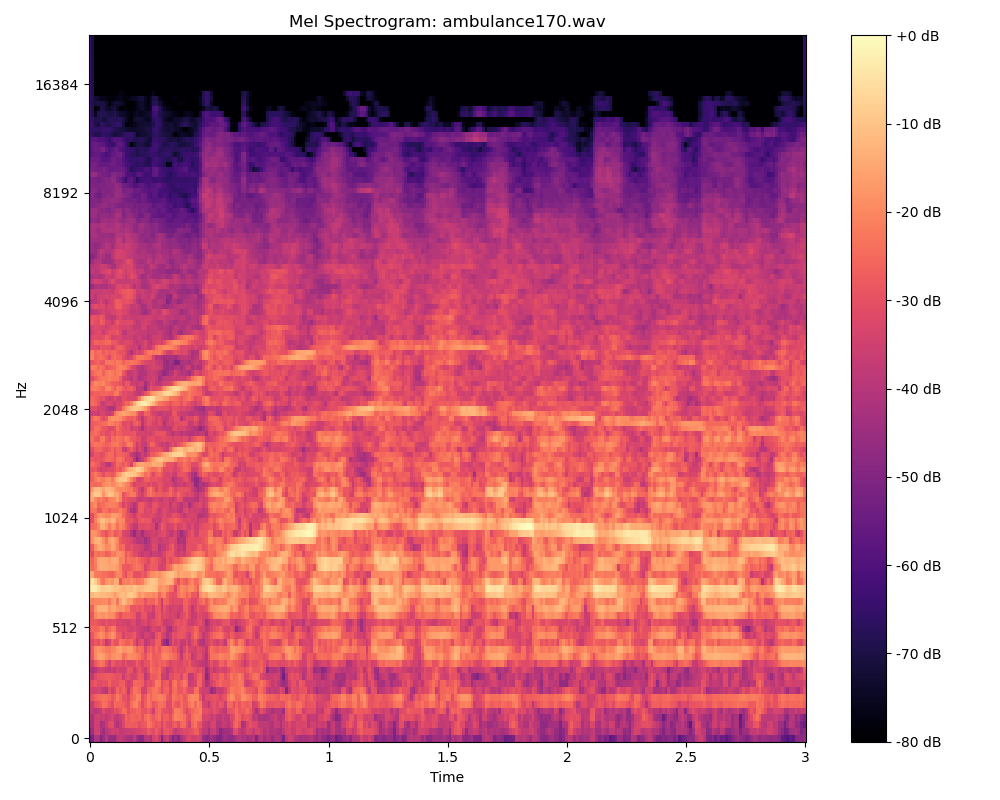 Mel Spectrogram: ambulance170.wav
Hz
16384
8192
4096
2048
1024
512
0
0
0.5
1
1.5
2
2.5
3
Time
+0 dB
-10 dB
-20 dB
-30 dB
-40 dB
-50 dB
-60 dB
-70 dB
-80 dB